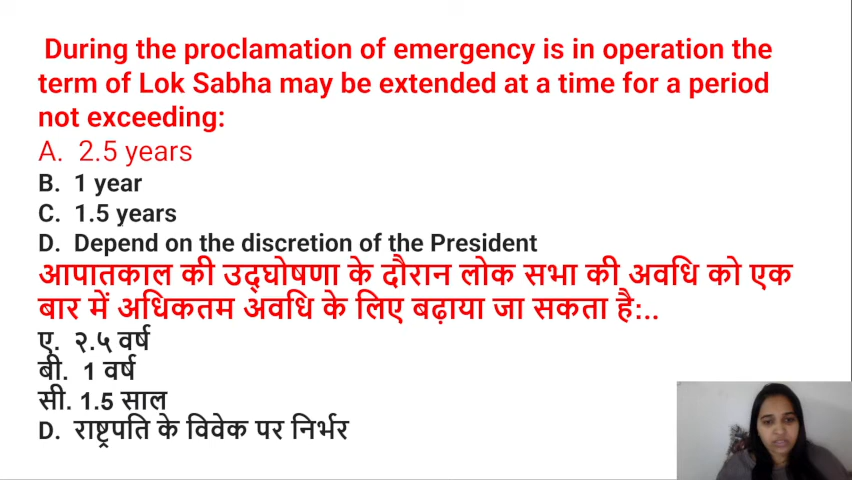 During the proclamation of emergency is in operation the
term of Lok Sabha may be extended at a time for a period
not exceeding:
A. 2.5 years
B. 1 year
C. 1.5 years
D. Depend on the discretion of the President
आपातकाल की उद्घोषणा के दौरान लोक सभा की अवधि को एक
बार में अधिकतम अवधि के लिए बढ़ाया जा सकता है:..
ए. २.५ वर्ष
बी. 1 वर्ष
सी. 1.5 साल
D. राष्ट्रपति के विवेक पर निर्भर